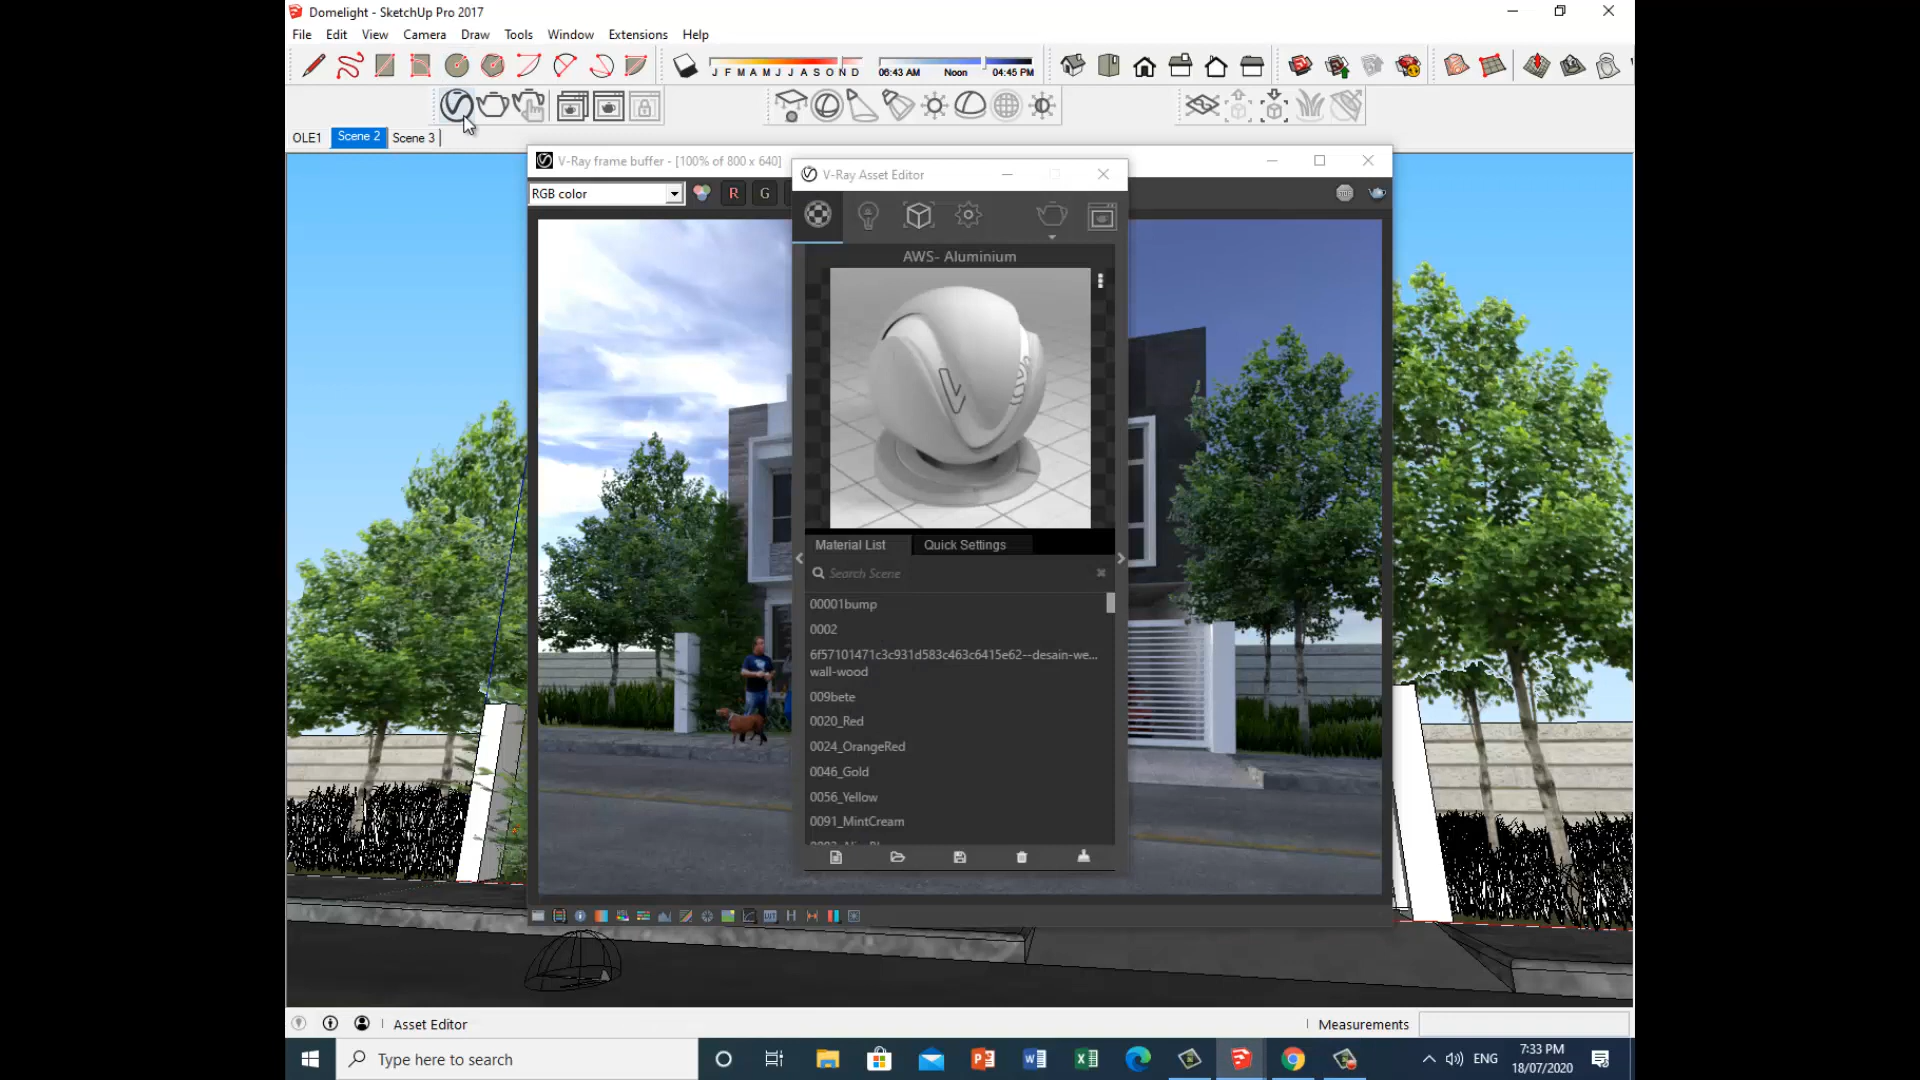 Domelight - SketchUp Pro 2017
File Edit View Camera Draw Tools Window Extensions Help
J F M A M J J A S O N D
06:43 AM Noon 04:45 PM
OLE1 Scene 2 Scene 3
V-Ray frame buffer - [100% of 800 x 640]
V-Ray Asset Editor
RGB color
R
G
AWS- Aluminium
Material List Quick Settings
Search Scene
00001bump
0002
6f57101471c3c931d583c463c6415e62--desain-we...
wall-wood
009bete
0020_Red
0024_OrangeRed
0046_Gold
0056_Yellow
0091_MintCream
Asset Editor
Measurements
Type here to search
ENG
7:33 PM
18/07/2020